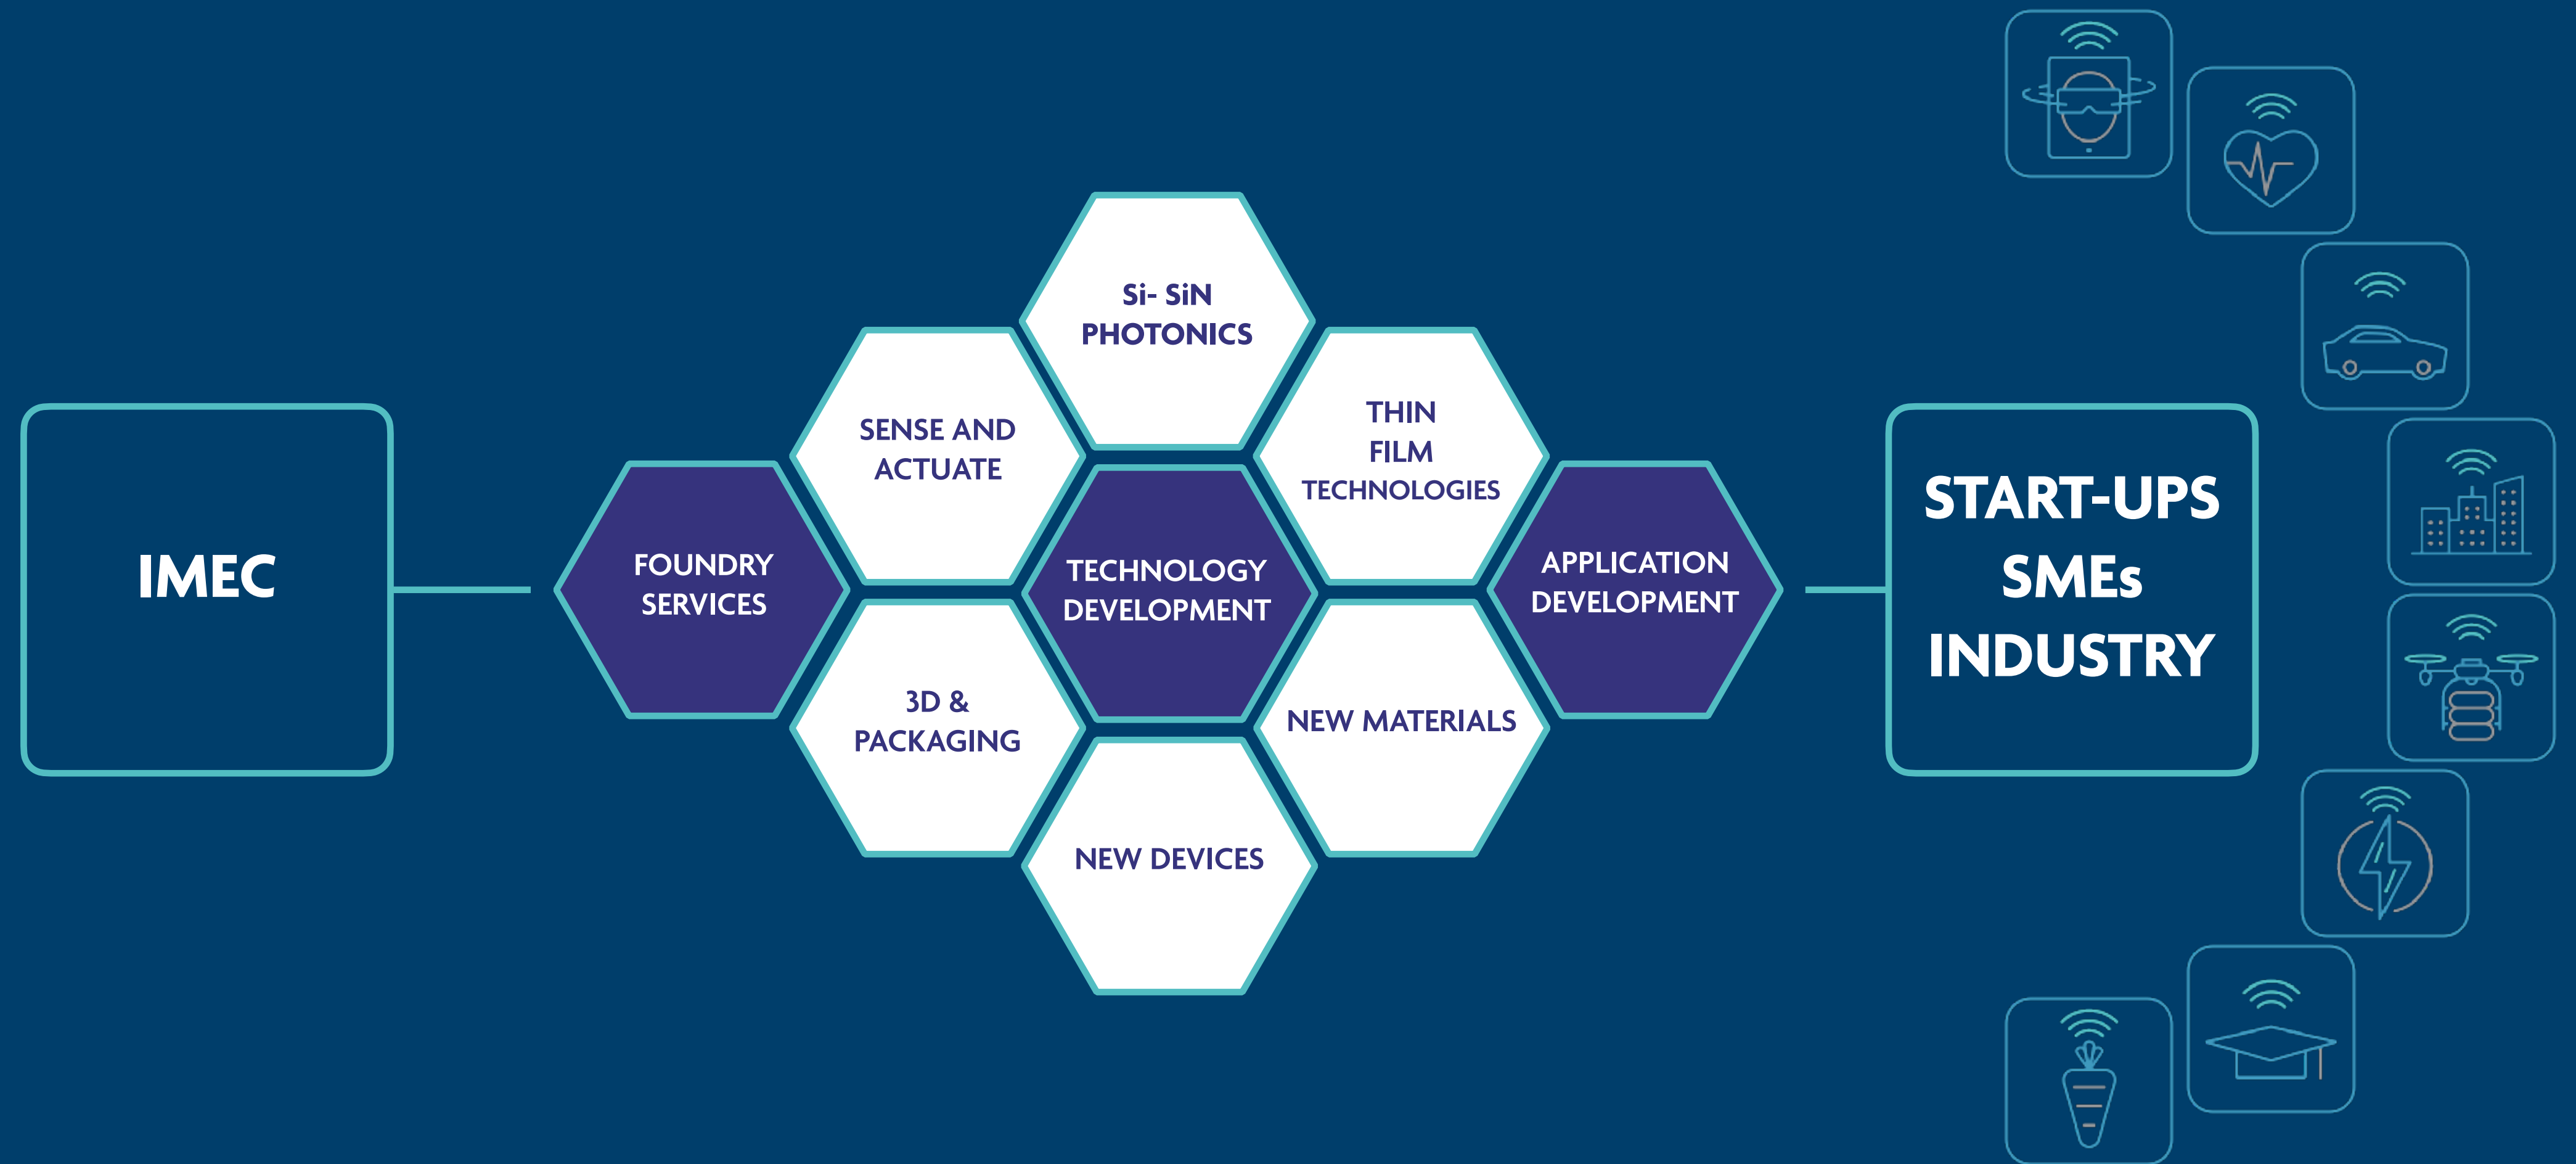 IMEC
FOUNDRY
SERVICES
SENSE AND
ACTUATE
3D &
PACKAGING
Si- SiN
PHOTONICS
TECHNOLOGY
DEVELOPMENT
NEW DEVICES
THIN
FILM
TECHNOLOGIES
NEW MATERIALS
APPLICATION
DEVELOPMENT
START-UPS
SMEs
INDUSTRY